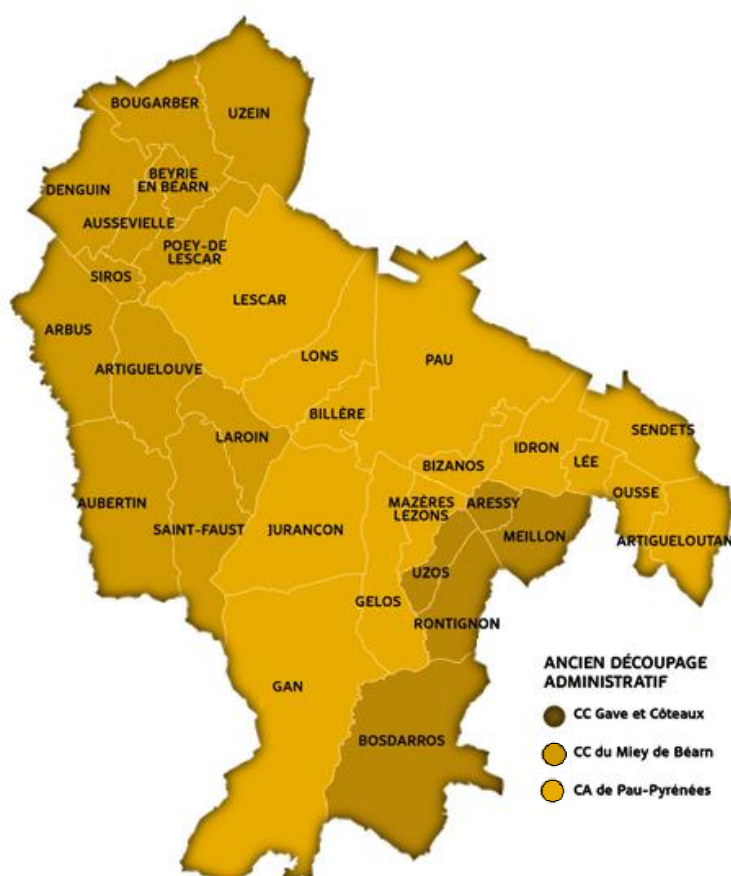 BOUGARBER
UZEIN
BEYRIE
EN BÉARN
DENGUIN
AUSSEVIELLE
POEY-DE
LESCAR
SIROS
LESCAR
ARBUS
LONS
PAU
ARTIGUELOUVE
BILLÈRE
LAROIN
SENDETS
IDRON
LÉE
BIZANOS
OUSSE
AUBERTIN
MAZÈRES
LEZONS
ARESSY
SAINT-FAUST
JURANÇON
MEILLON
ARTIGUELOUTAN
UZOS
GELOS
RONTIGNON
GAN
BOSDARROS
ANCIEN DÉCOUPAGE
ADMINISTRATIF
CC Gave et Côteaux
CC du Miey de Béarn
CA de Pau-Pyrénées